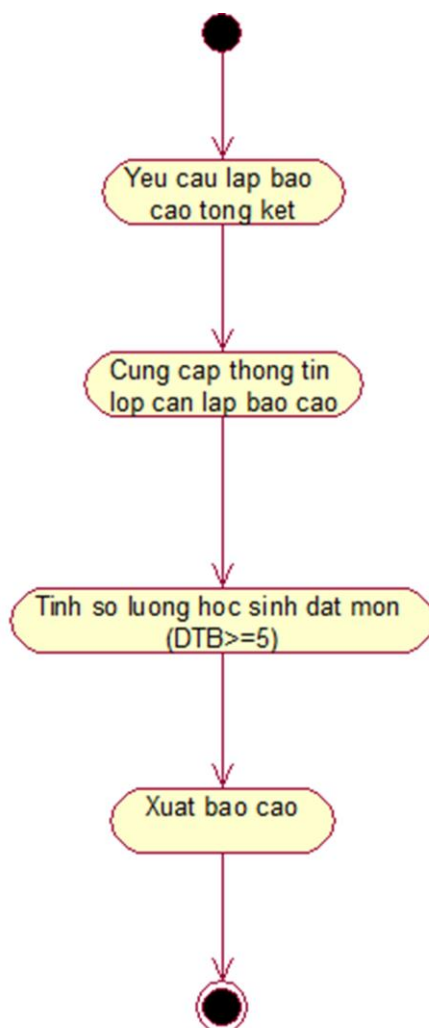 Yeu cau lap bao
cao tong ket
Cung cap thong tin
lop can lap bao cao
Tinh so luong hoc sinh dat mon
(DTB>=5)
Xuat bao cao